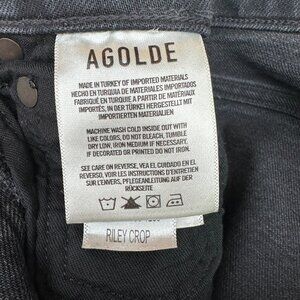 AGOLDE
MADE IN TURKEY OF IMPORTED MATERIALS
HECHO EN TURQUIA DE MATERIALES IMPORTADOS
FABRIQUÉ EN TURQUIE A PARTIR DE MATÉRIAUX
IMPORTÉS, IN DER TÜRKEI HERGESTELLT MIT
IMPORTIERTEN MATERIALIEN
MACHINE WASH COLD INSIDE OUT WITH
LIKE COLORS, DO NOT BLEACH, TUMBLE
DRY LOW, IRON MEDIUM IF NECESSARY.
IF DECORATED OR PRINTED DO NOT IRON.
SEE CARE ON REVERSE, VEA EL CUIDADO EN EL
REVERSO, VOIR LES INSTRUCTIONS D'ENTRETIEN
SUR L'ENVERS, PFLEGEANLEITUNG AUF DER
RÜCKSEITE
RILEY CROP